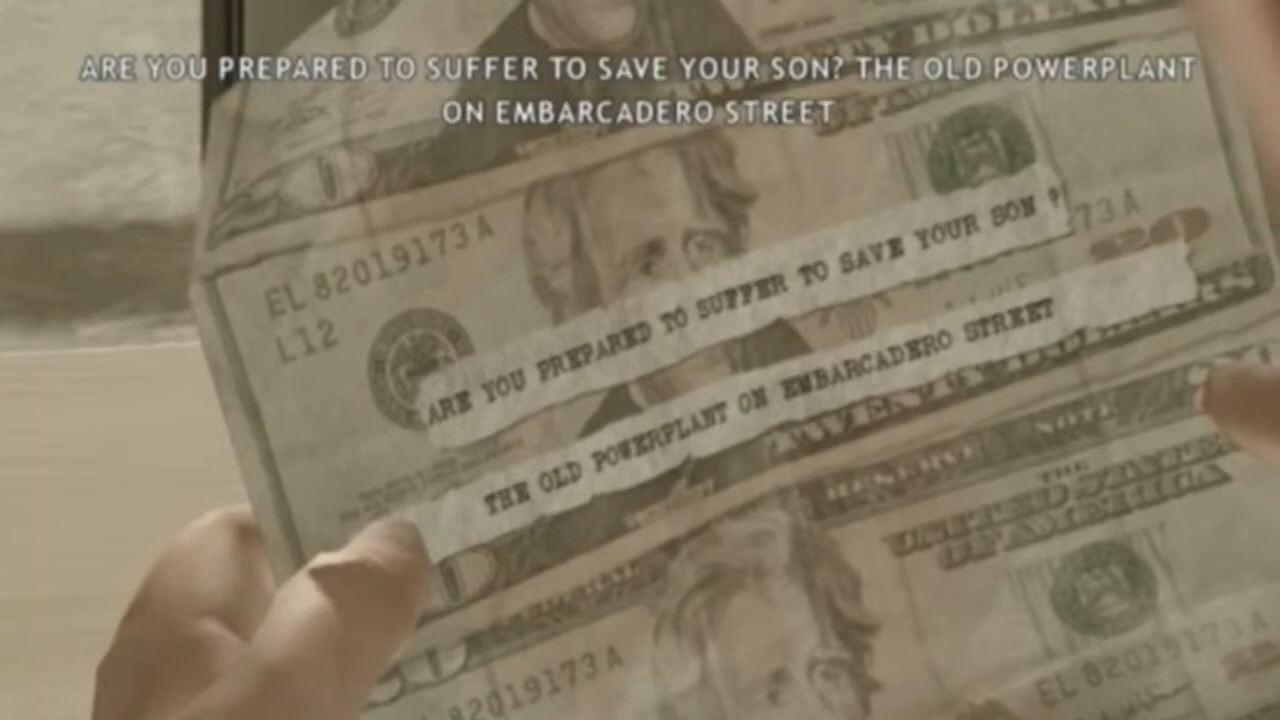 ARE YOU PREPARED TO SUFFER TO SAVE YOUR SON? THE OLD POWERPLANT
ON EMBARCADERO STREET
EL 82019173 A
L12
73 A
20
ARE YOU PREPARED TO SUFFER TO SAVE YOUR SON ?
THE OLD POWERPLANT ON EMBARCADERO STREET
THE
UNITED STATES
OF AMERICA
82019173 A
EL 82019173 A